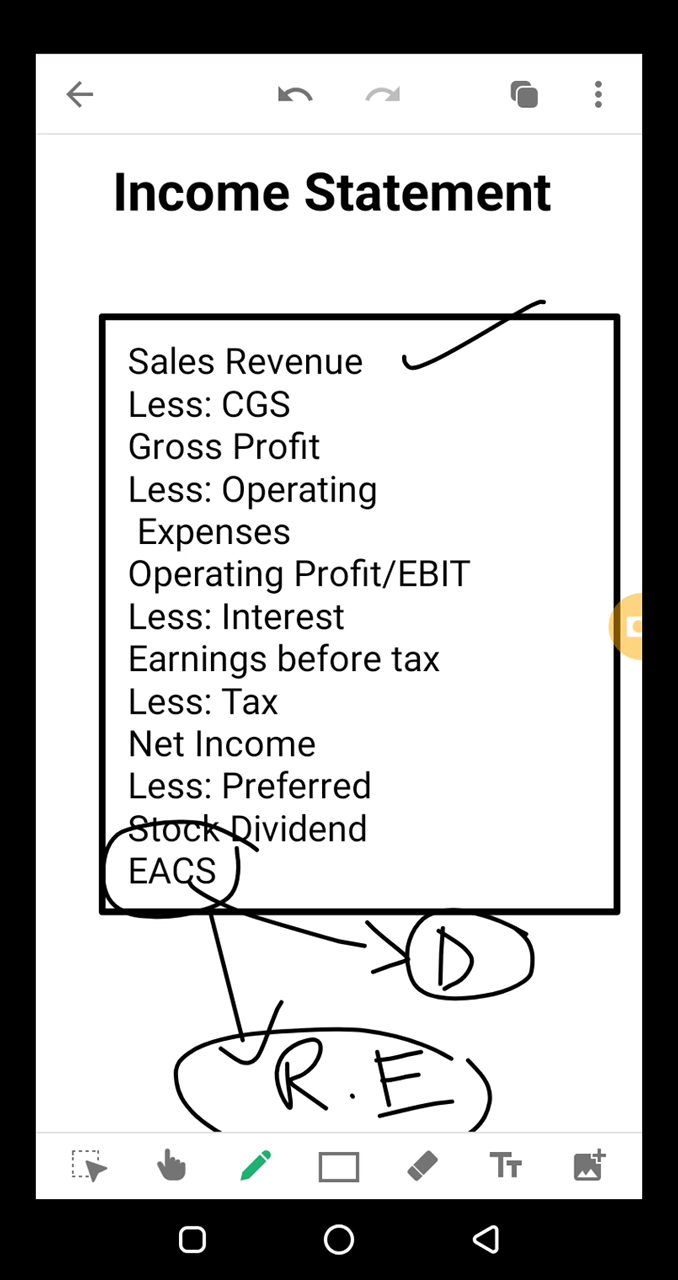 Income Statement
Sales Revenue
Less: CGS
Gross Profit
Less: Operating
Expenses
Operating Profit/EBIT
Less: Interest
Earnings before tax
Less: Tax
Net Income
Less: Preferred
Stock Dividend
EACS
D
R.E
TT